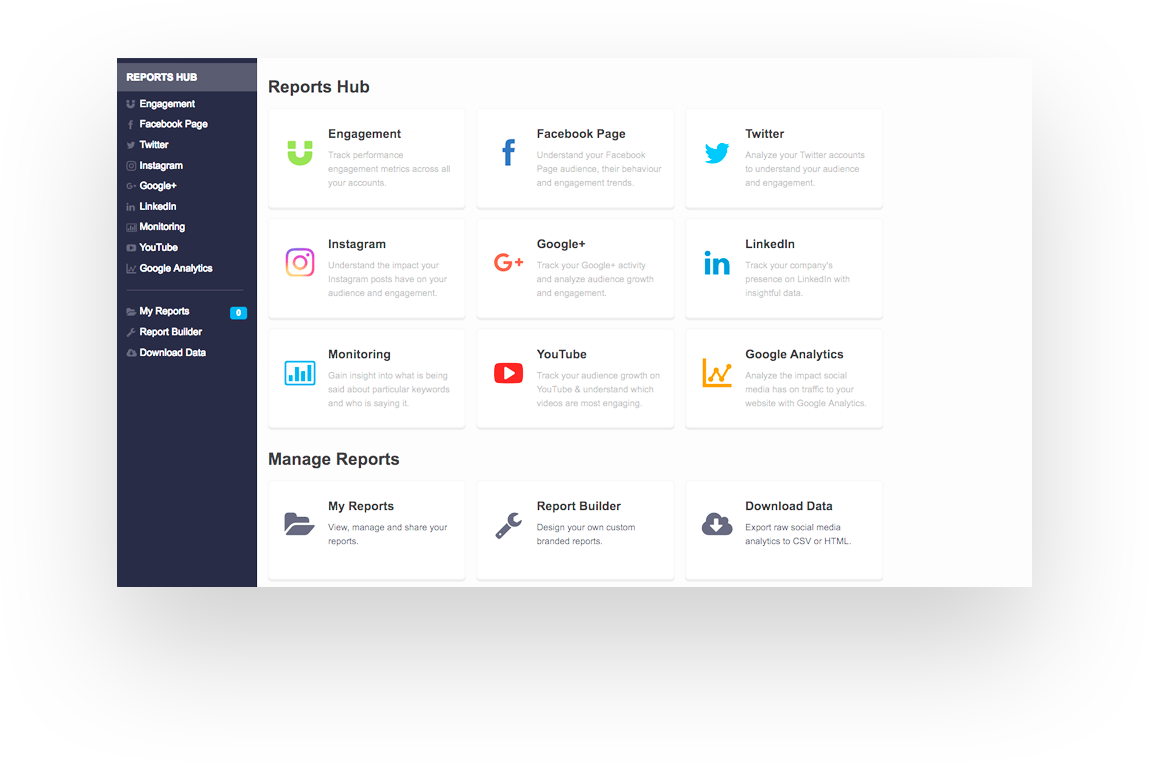 REPORTS HUB
Engagement
Facebook Page
Twitter
Instagram
Google+
LinkedIn
Monitoring
YouTube
Google Analytics
My Reports 0
Report Builder
Download Data
Reports Hub
Engagement
Track performance
engagement metrics across all
your accounts.
Facebook Page
Understand your Facebook
Page audience, their behaviour
and engagement trends.
Twitter
Analyze your Twitter accounts
to understand your audience
and engagement.
Instagram
Understand the impact your
Instagram posts have on your
audience and engagement.
Google+
Track your Google+ activity
and analyze audience growth
and engagement.
LinkedIn
Track your company's
presence on LinkedIn with
insightful data.
Monitoring
Gain insight into what is being
said about particular keywords
and who is saying it.
YouTube
Track your audience growth on
YouTube & understand which
videos are most engaging.
Google Analytics
Analyze the impact social
media has on traffic to your
website with Google Analytics.
Manage Reports
My Reports
View, manage and share your
reports.
Report Builder
Design your own custom
branded reports.
Download Data
Export raw social media
analytics to CSV or HTML.